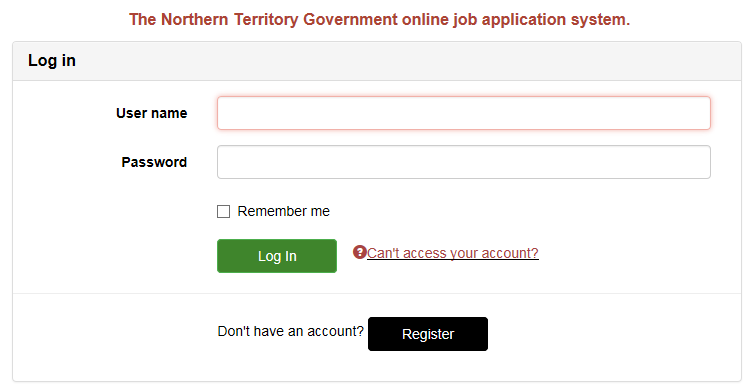 The Northern Territory Government online job application system.
Log in
User name
Password
Remember me
Log In
Can't access your account?
Don't have an account?
Register